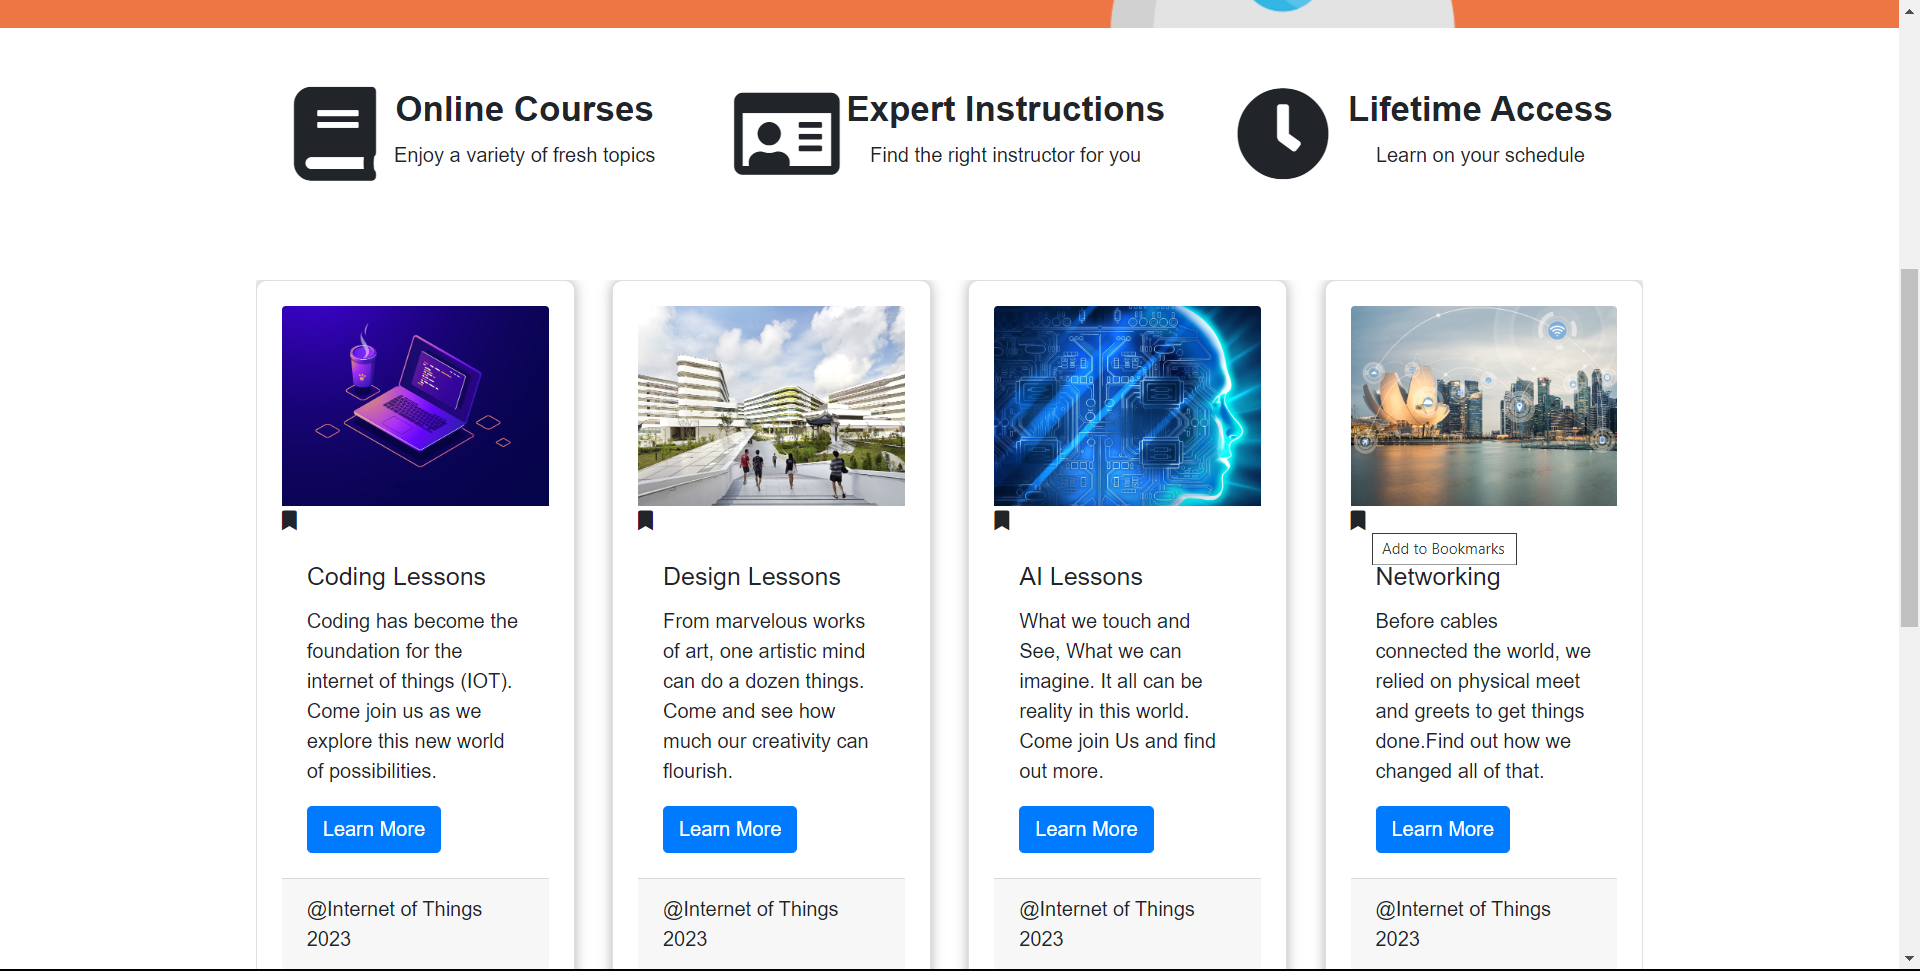 Online Courses
Enjoy a variety of fresh topics
Expert Instructions
Find the right instructor for you
Lifetime Access
Learn on your schedule
Coding Lessons
Coding has become the
foundation for the
internet of things (IOT).
Come join us as we
explore this new world
of possibilities.
Learn More
@Internet of Things
2023
Design Lessons
From marvelous works
of art, one artistic mind
can do a dozen things.
Come and see how
much our creativity can
flourish.
Learn More
@Internet of Things
2023
AI Lessons
What we touch and
See, What we can
imagine. It all can be
reality in this world.
Come join Us and find
out more.
Learn More
@Internet of Things
2023
Add to Bookmarks
Networking
Before cables
connected the world, we
relied on physical meet
and greets to get things
done.Find out how we
changed all of that.
Learn More
@Internet of Things
2023